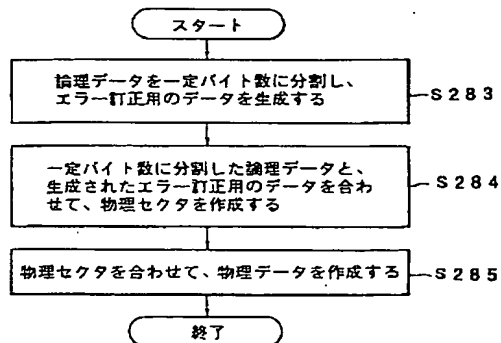 スタート
論理データを一定バイト数に分割し、
エラー訂正用のデータを生成する
S283
一定バイト数に分割した論理データと、
生成されたエラー訂正用のデータを合わ
せて、物理セクタを作成する
S284
物理セクタを合わせて、物理データを作成する
S285
終了